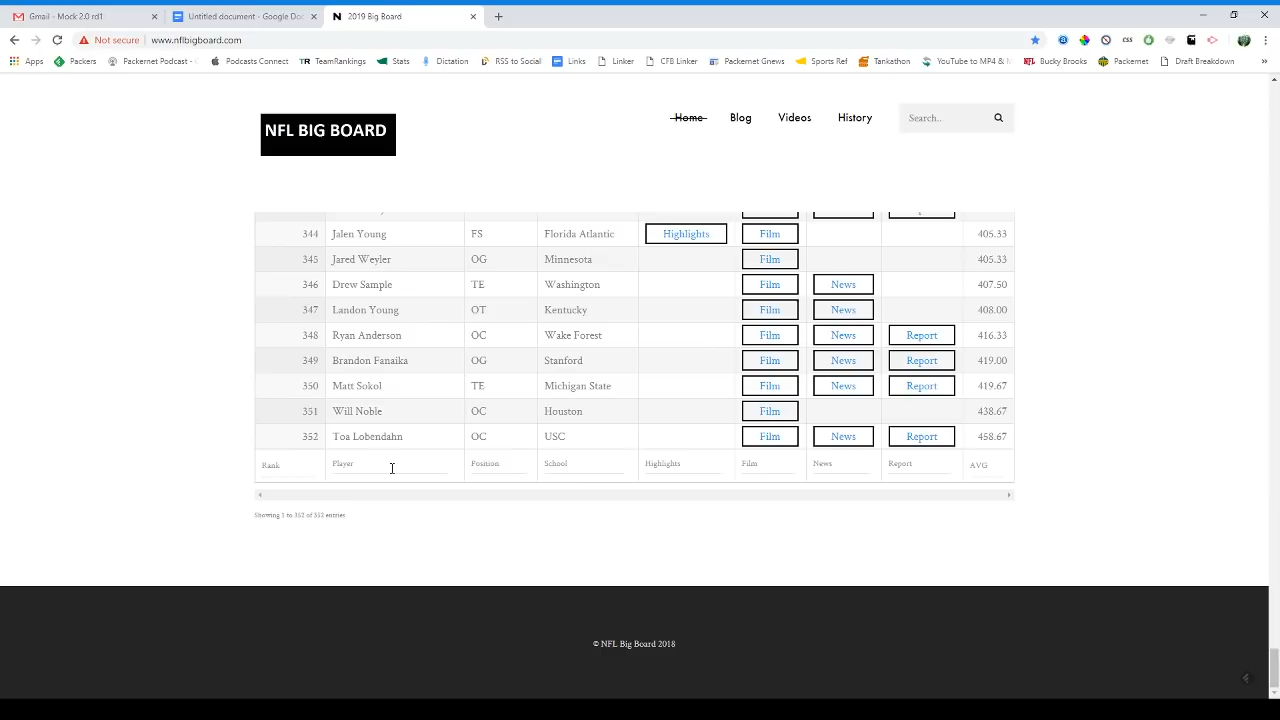 Gmail - Mock 2.0 rd1
Untitled document - Google Doc
2019 Big Board
Not secure www.nflbigboard.com
Apps Packers Packernet Podcast - Podcasts Connect TeamRankings Stats Dictation RSS to Social Links Linker CFB Linker Packernet Gnews Sports Ref Tankathon YouTube to MP4 & Bucky Brooks Packernet Draft Breakdown
NFL BIG BOARD
Home Blog Videos History Search..
344 Jalen Young FS Florida Atlantic Highlights Film 405.33
345 Jared Weyler OG Minnesota Film 405.33
346 Drew Sample TE Washington Film News 407.50
347 Landon Young OT Kentucky Film News 408.00
348 Ryan Anderson OC Wake Forest Film News Report 416.33
349 Brandon Fanaika OG Stanford Film News Report 419.00
350 Matt Sokol TE Michigan State Film News Report 419.67
351 Will Noble OC Houston Film 438.67
352 Toa Lobendahn OC USC Film News Report 458.67
Rank Player Position School Highlights Film News Report AVG
Showing 1 to 352 of 352 entries
© NFL Big Board 2018